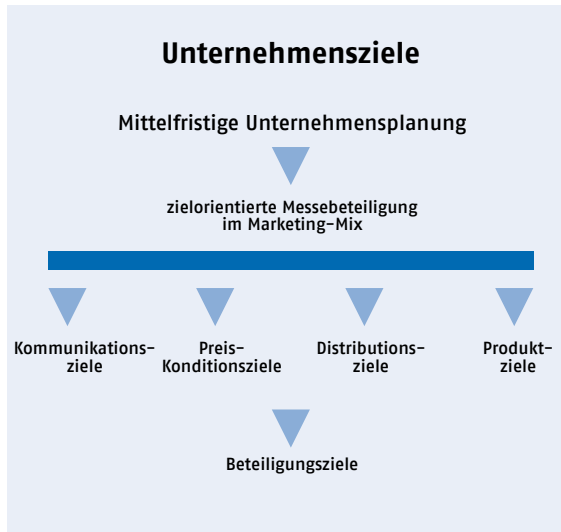 Unternehmensziele
Mittelfristige Unternehmensplanung
zielorientierte Messebeteiligung
im Marketing-Mix
Kommunikations-
ziele
Preis-
Konditionsziele
Distributions-
ziele
Produkt-
ziele
Beteiligungsziele